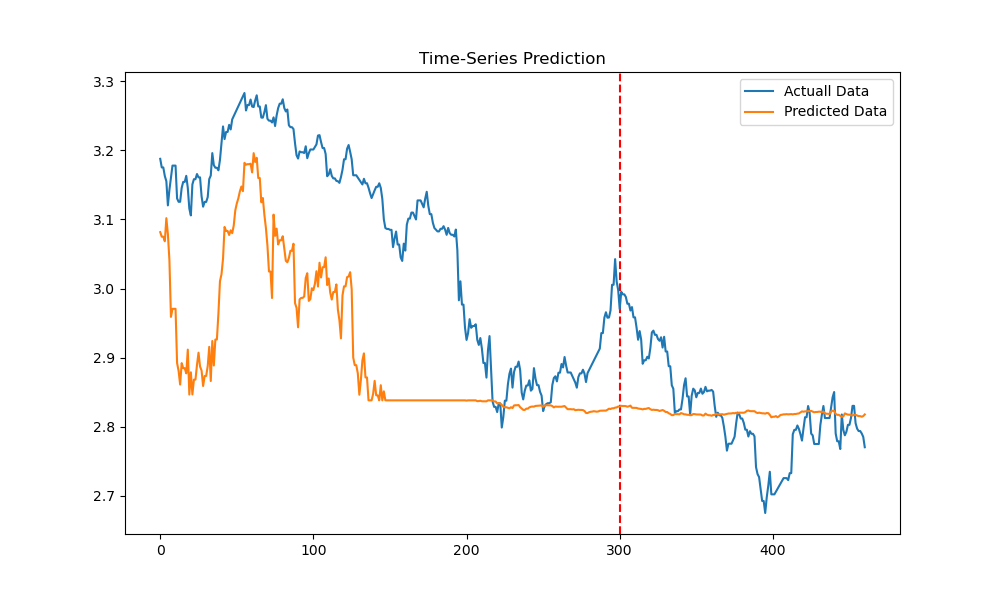 Time-Series Prediction
Actuall Data
Predicted Data
3.3
3.2
3.1
3.0
2.9
2.8
2.7
0 100 200 300 400